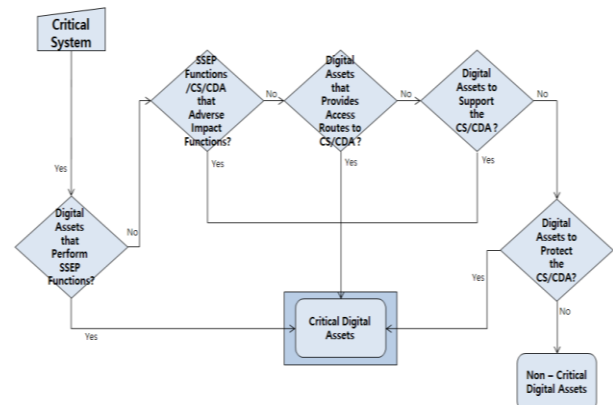 Critical
System
SSEP
Functions
/CS/CDA
that
Adverse
Impact
Functions?
Digital
Assets
that
Provides
Access
Routes to
CS/CDA?
Digital
Assets to
Support
the
CS/CDA?
No
No
No
Yes
Yes
Yes
Yes
Digital
Assets
that
Perform
SSEP
Functions?
No
Digital
Assets to
Protect
the
CS/CDA?
Yes
No
Yes
Critical Digital
Assets
Non – Critical
Digital Assets